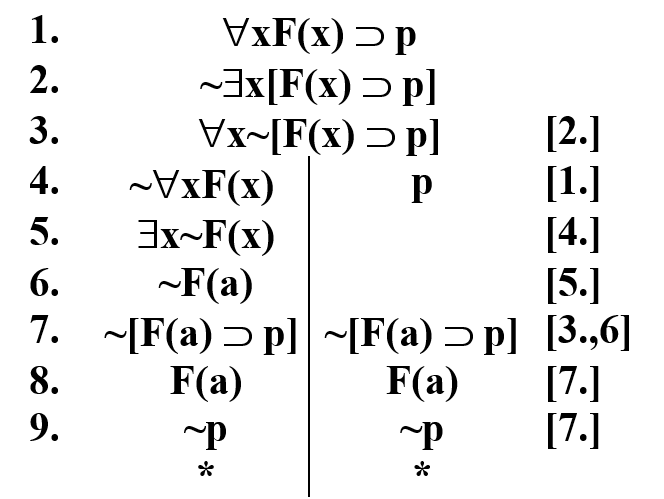 1. ∀xF(x) ⊃ p
2. ~∃x[F(x) ⊃ p]
3. ∀x~[F(x) ⊃ p] [2.]
4. ~∀xF(x) p [1.]
5. ∃x~F(x) [4.]
6. ~F(a) [5.]
7. ~[F(a) ⊃ p] ~[F(a) ⊃ p] [3.,6]
8. F(a) F(a) [7.]
9. ~p ~p [7.]
* *